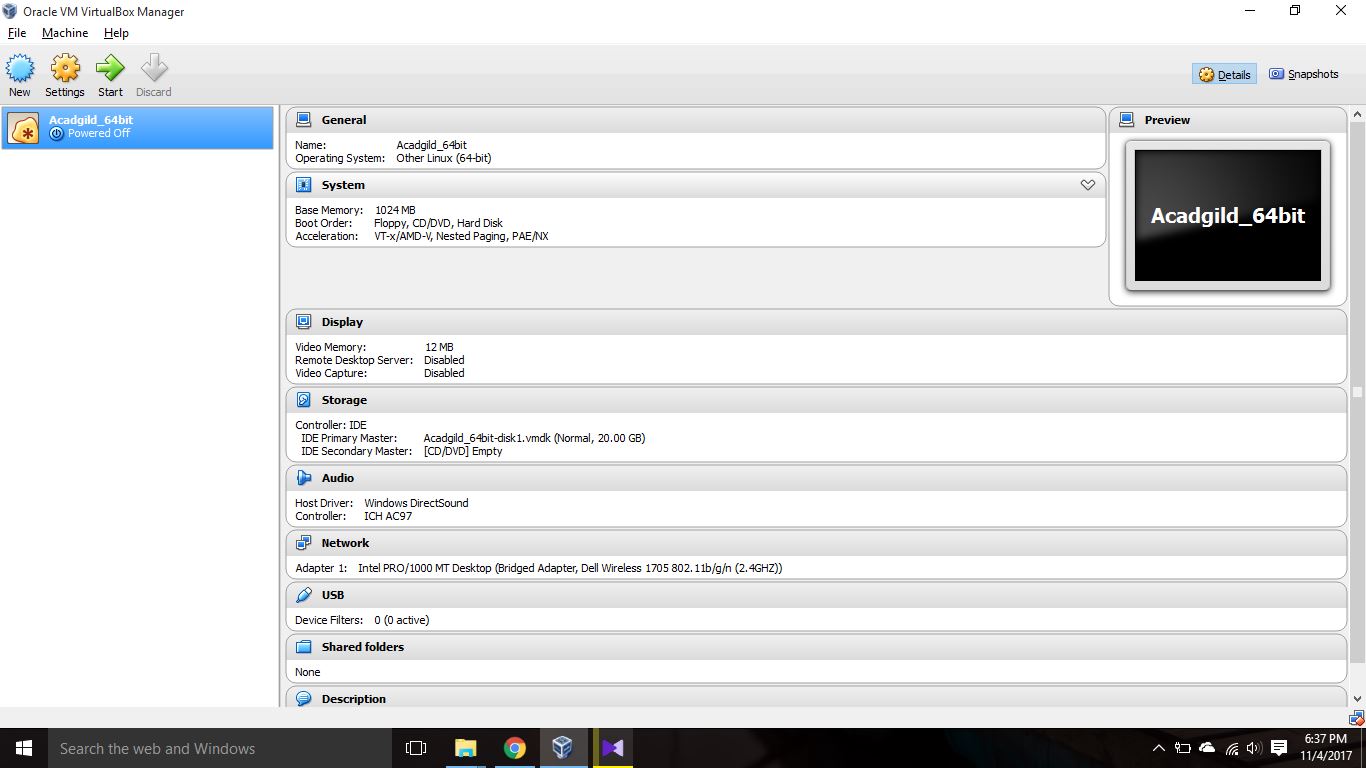 Oracle VM VirtualBox Manager
File Machine Help
New Settings Start Discard
Details Snapshots
Acadgild_64bit
Powered Off
General
Name: Acadgild_64bit
Operating System: Other Linux (64-bit)
System
Base Memory: 1024 MB
Boot Order: Floppy, CD/DVD, Hard Disk
Acceleration: VT-x/AMD-V, Nested Paging, PAE/NX
Preview
Acadgild_64bit
Display
Video Memory: 12 MB
Remote Desktop Server: Disabled
Video Capture: Disabled
Storage
Controller: IDE
IDE Primary Master: Acadgild_64bit-disk1.vmdk (Normal, 20.00 GB)
IDE Secondary Master: [CD/DVD] Empty
Audio
Host Driver: Windows DirectSound
Controller: ICH AC97
Network
Adapter 1: Intel PRO/1000 MT Desktop (Bridged Adapter, Dell Wireless 1705 802.11b/g/n (2.4GHZ))
USB
Device Filters: 0 (0 active)
Shared folders
None
Description
Search the web and Windows
6:37 PM
11/4/2017